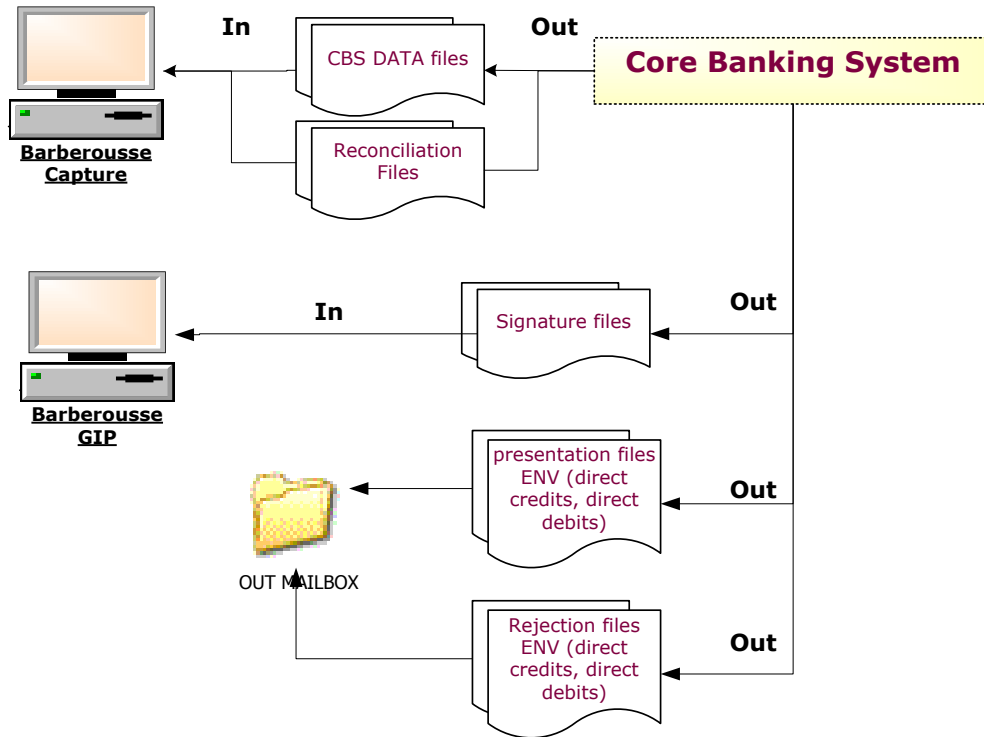 In
Out
CBS DATA files
Core Banking System
Reconciliation
Files
Barberousse
Capture
In
Signature files
Out
Barberousse
GIP
presentation files
ENV (direct
credits, direct
debits)
Out
OUT MAILBOX
Rejection files
ENV (direct
credits, direct
debits)
Out